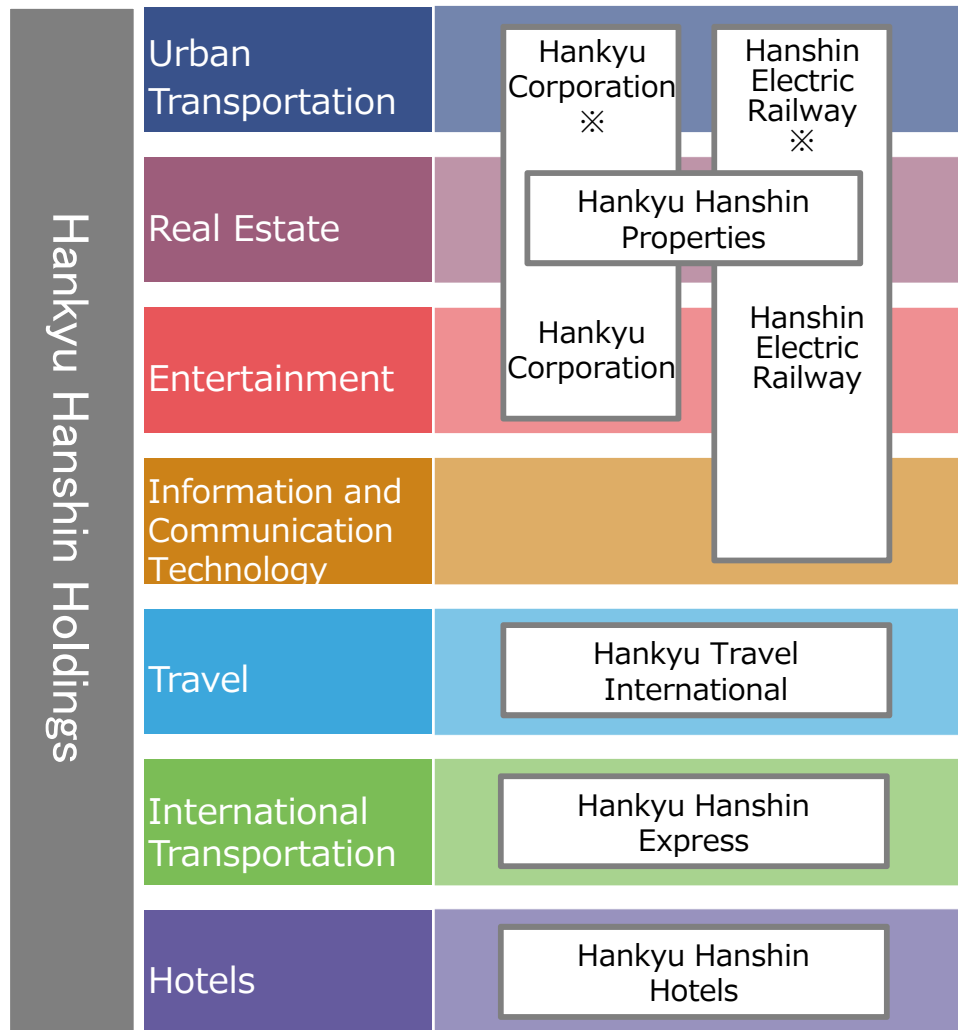 Hankyu Hanshin Holdings
Urban
Transportation
Hankyu
Corporation
※
Hanshin
Electric
Railway
※
Real Estate
Hankyu Hanshin
Properties
Entertainment
Hankyu
Corporation
Hanshin
Electric
Railway
Information and
Communication
Technology
Travel
Hankyu Travel
International
International
Transportation
Hankyu Hanshin
Express
Hotels
Hankyu Hanshin
Hotels